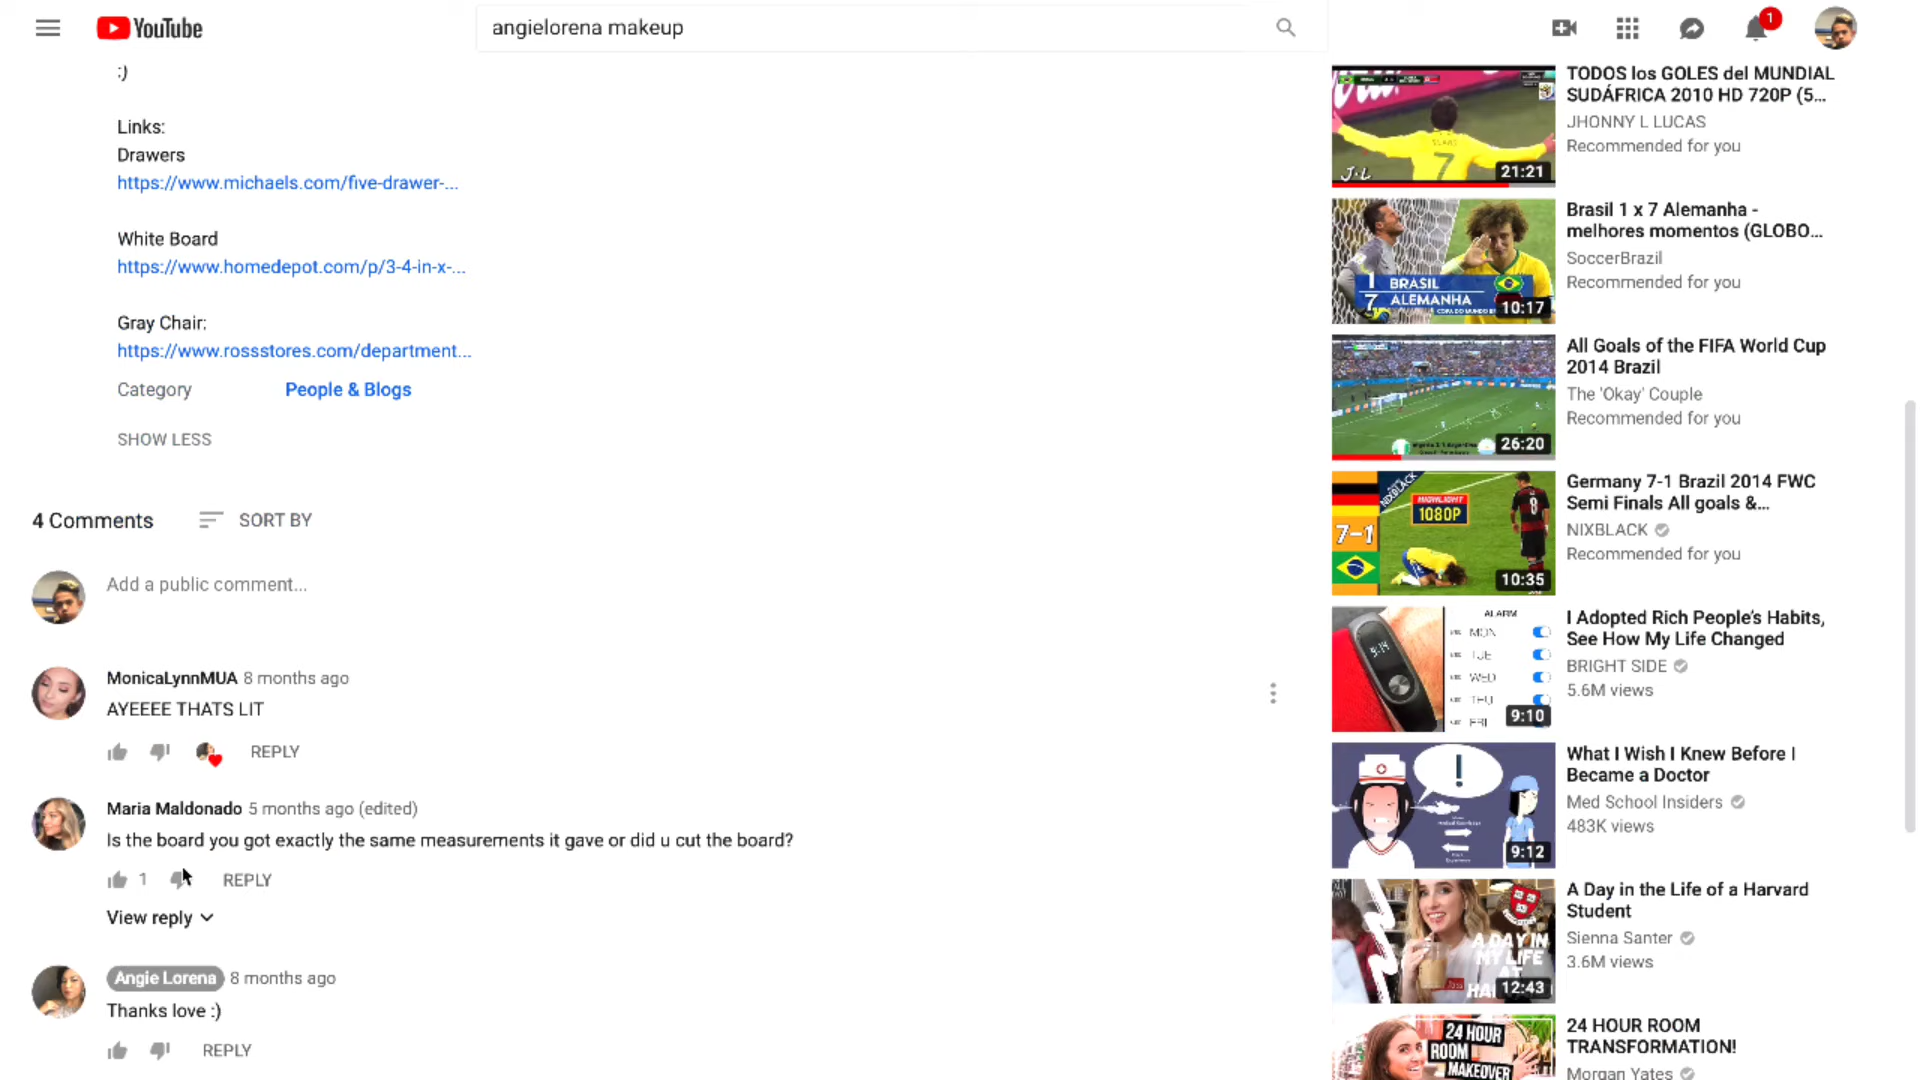 YouTube
angielorena makeup
1
:)
Links:
Drawers
https://www.michaels.com/five-drawer-...
White Board
https://www.homedepot.com/p/3-4-in-x-...
Gray Chair:
https://www.rossstores.com/department...
Category People & Blogs
SHOW LESS
4 Comments SORT BY
Add a public comment...
MonicaLynnMUA 8 months ago
AYEEEE THATS LIT
REPLY
Maria Maldonado 5 months ago (edited)
Is the board you got exactly the same measurements it gave or did u cut the board?
1 REPLY
View reply
Angie Lorena 8 months ago
Thanks love :)
REPLY
J.L
7
21:21
TODOS los GOLES del MUNDIAL
SUDÁFRICA 2010 HD 720P (5...
JHONNY L LUCAS
Recommended for you
1 BRASIL
7 ALEMANHA
10:17
Brasil 1 x 7 Alemanha -
melhores momentos (GLOBO...
SoccerBrazil
Recommended for you
26:20
All Goals of the FIFA World Cup
2014 Brazil
The 'Okay' Couple
Recommended for you
NIXBLACK
HIGHLIGHT
1080P
7-1
8
10:35
Germany 7-1 Brazil 2014 FWC
Semi Finals All goals &...
NIXBLACK
Recommended for you
ALARM
MON
TUE
WED
THU
FRI
9:10
I Adopted Rich People's Habits,
See How My Life Changed
BRIGHT SIDE
5.6M views
!
9:12
What I Wish I Knew Before I
Became a Doctor
Med School Insiders
483K views
A DAY IN
MY LIFE
AT
HA
12:43
A Day in the Life of a Harvard
Student
Sienna Santer
3.6M views
24 HOUR
ROOM
MAKEOVER
24 HOUR ROOM
TRANSFORMATION!
Morgan Yates